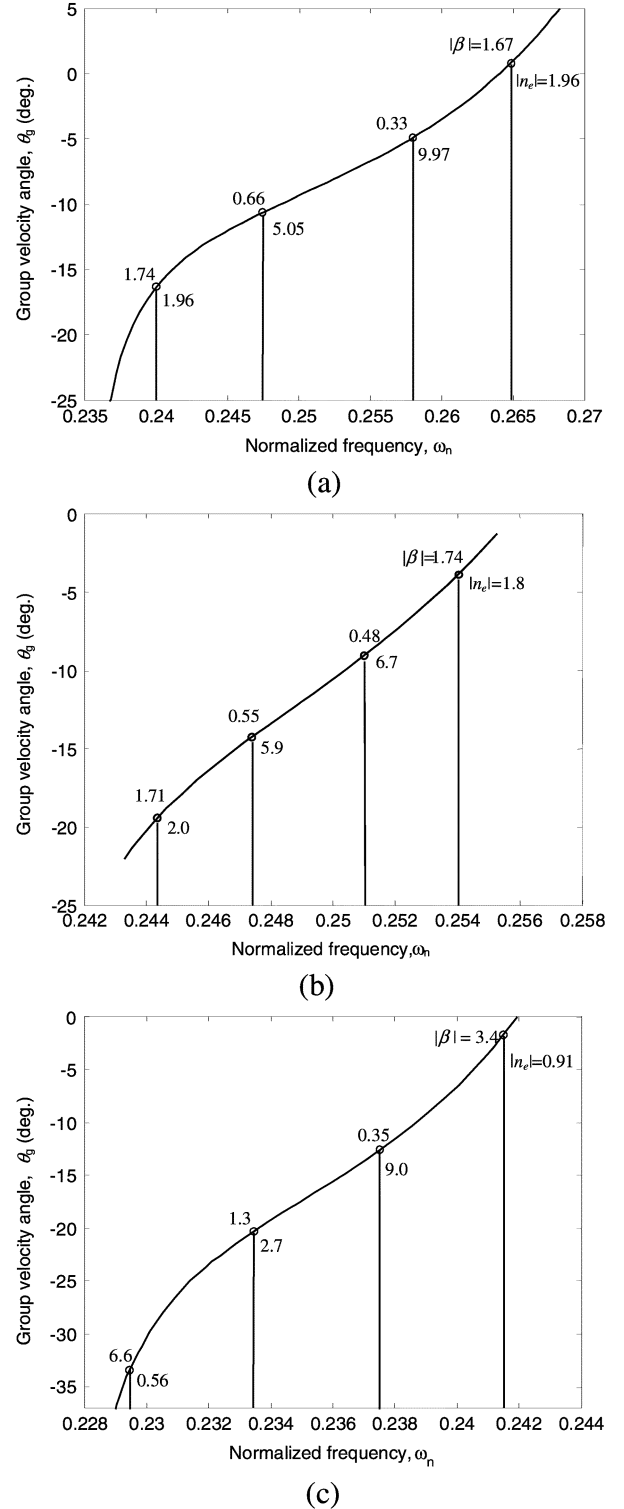 5
0
-5
-10
-15
-20
-25
Group velocity angle, θg (deg.)
|β|=1.67
|ne|=1.96
0.33
9.97
0.66
5.05
1.74
1.96
0.235 0.24 0.245 0.25 0.255 0.26 0.265 0.27
Normalized frequency, ωn
(a)
0
-5
-10
-15
-20
-25
Group velocity angle, θg (deg.)
|β|=1.74
|ne|=1.8
0.48
6.7
0.55
5.9
1.71
2.0
0.242 0.244 0.246 0.248 0.25 0.252 0.254 0.256 0.258
Normalized frequency,ωn
(b)
0
-5
-10
-15
-20
-25
-30
-35
Group velocity angle, θg (deg.)
|β| = 3.4
|ne|=0.91
0.35
9.0
1.3
2.7
6.6
0.56
0.228 0.23 0.232 0.234 0.236 0.238 0.24 0.242 0.244
Normalized frequency, ωn
(c)